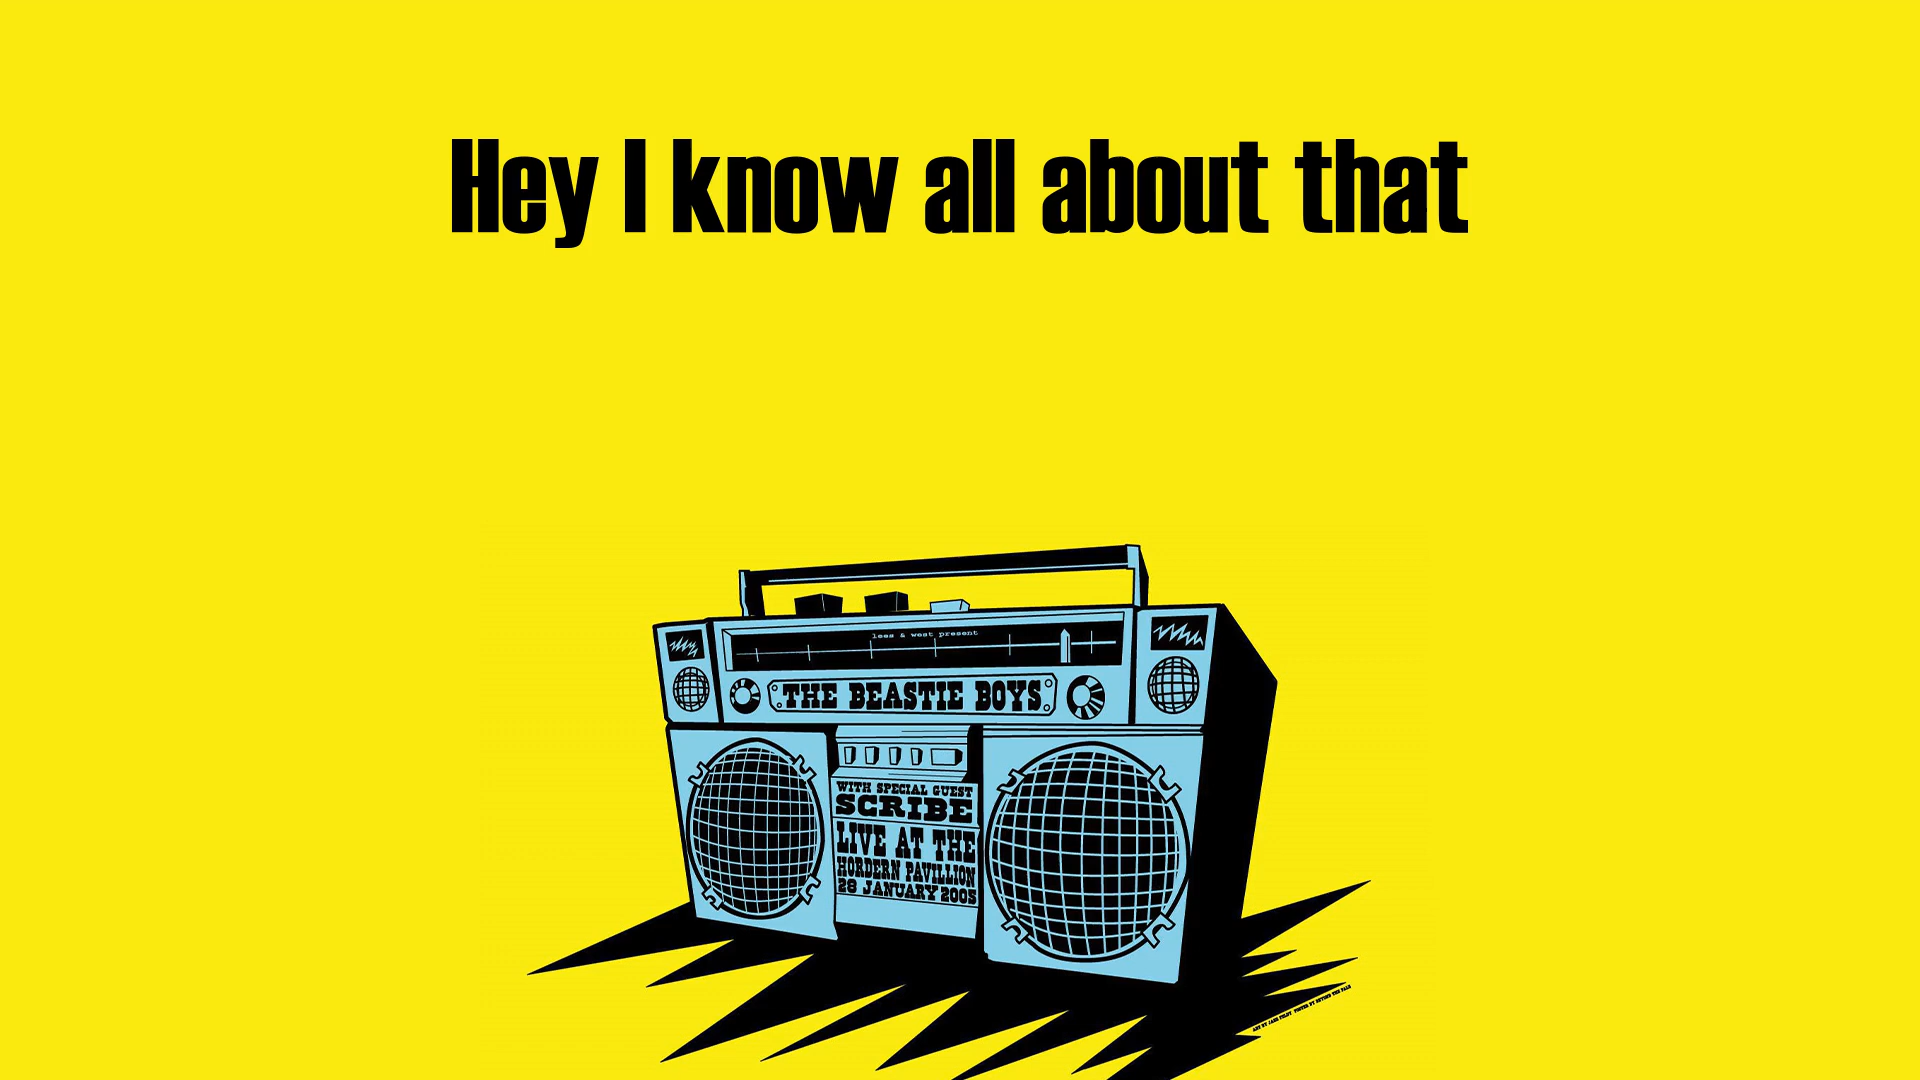 Hey I know all about that
lees & west present
THE BEASTIE BOYS
WITH SPECIAL GUEST
SCRIBE
LIVE AT THE
HORDERN PAVILLION
28 JANUARY 2005